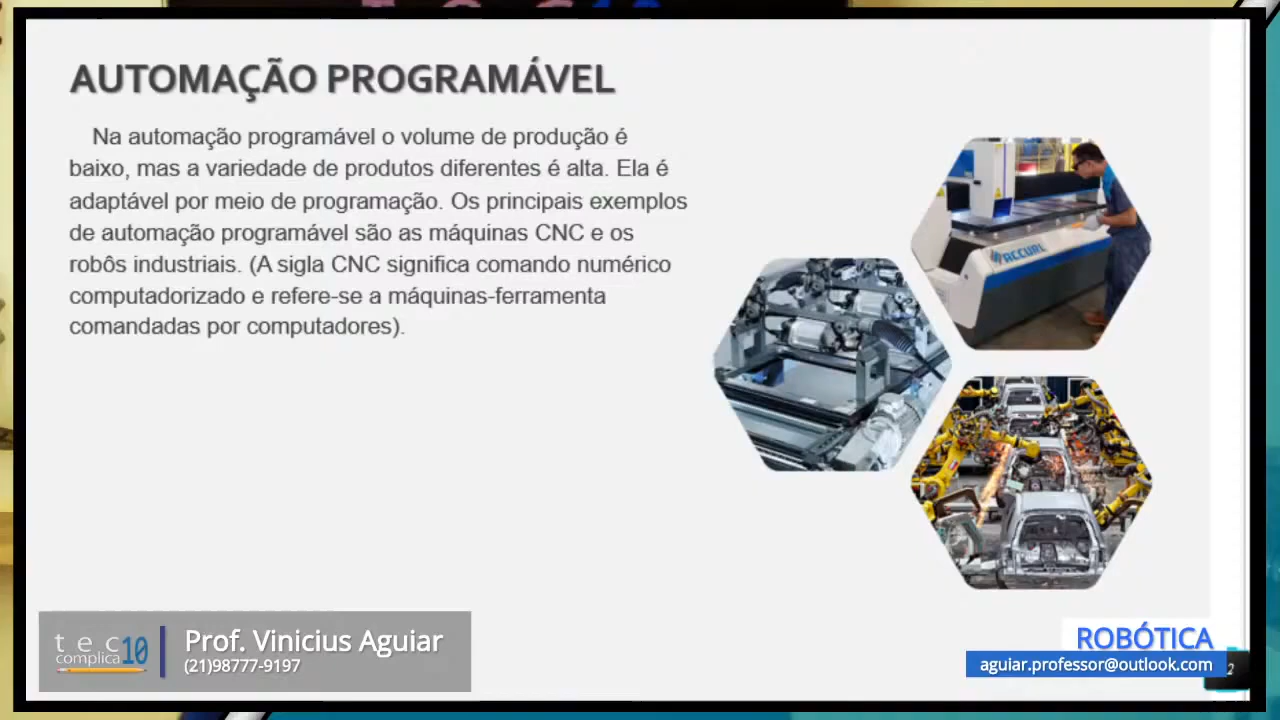 AUTOMAÇÃO PROGRAMÁVEL
Na automação programável o volume de produção é
baixo, mas a variedade de produtos diferentes é alta. Ela é
adaptável por meio de programação. Os principais exemplos
de automação programável são as máquinas CNC e os
robôs industriais. (A sigla CNC significa comando numérico
computadorizado e refere-se a máquinas-ferramenta
comandadas por computadores).
ACCURL
tec
complica10
Prof. Vinicius Aguiar
(21)98777-9197
ROBÓTICA
aguiar.professor@outlook.com
2